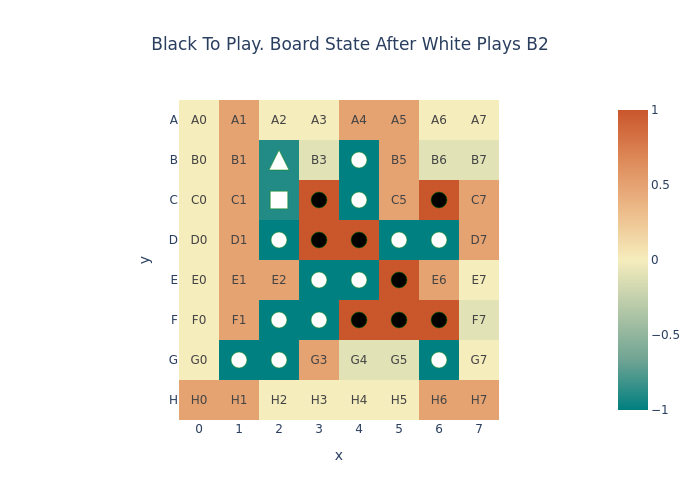 Black To Play. Board State After White Plays B2
A A0 A1 A2 A3 A4 A5 A6 A7
B B0 B1 B3 B5 B6 B7
C C0 C1 C5 C7
D D0 D1 D7
E E0 E1 E2 E6 E7
F F0 F1 F7
G G0 G3 G4 G5 G7
H H0 H1 H2 H3 H4 H5 H6 H7
0 1 2 3 4 5 6 7
x
y
1
0.5
0
−0.5
−1